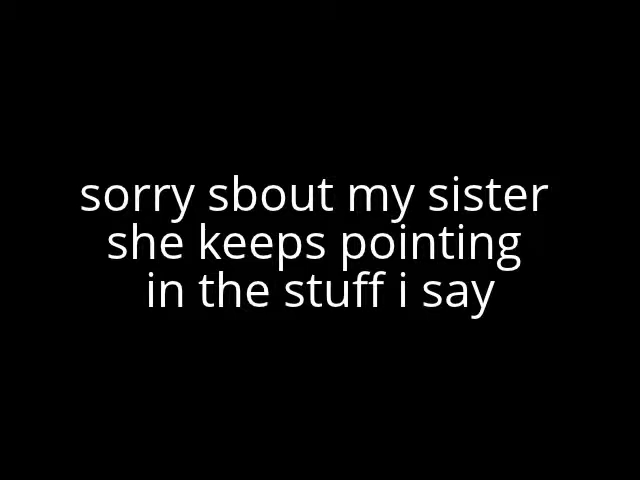 sorry sbout my sister
she keeps pointing
in the stuff i say